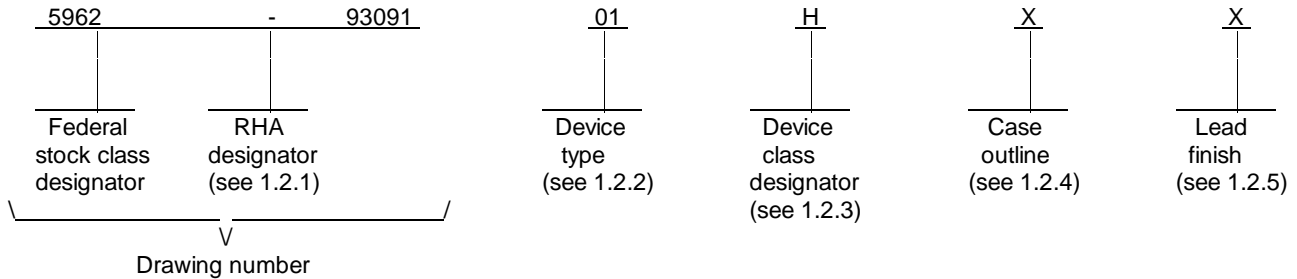 5962 - 93091 01 H X X
Federal stock class designator
RHA designator (see 1.2.1)
Device type (see 1.2.2)
Device class designator (see 1.2.3)
Case outline (see 1.2.4)
Lead finish (see 1.2.5)
Drawing number